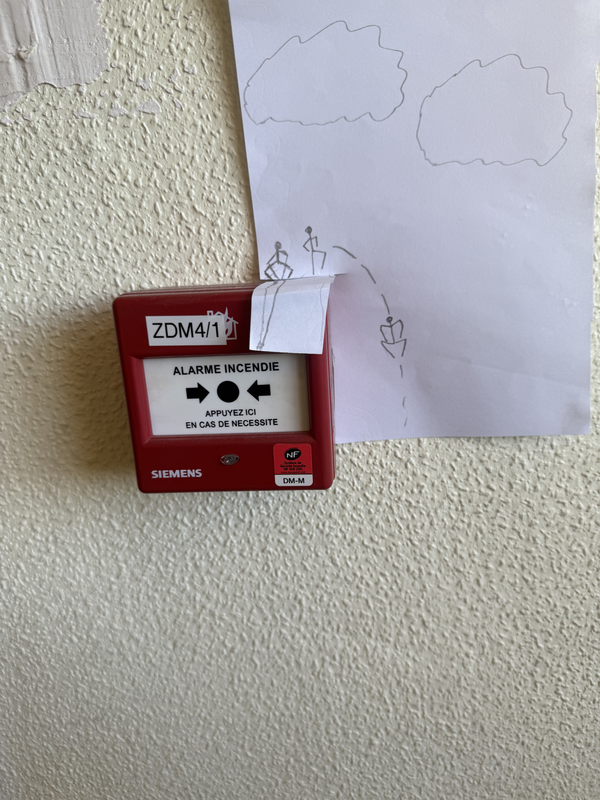 ZDM4/1
ALARME INCENDIE
APPUYEZ ICI
EN CAS DE NECESSITE
SIEMENS
NF
DM-M